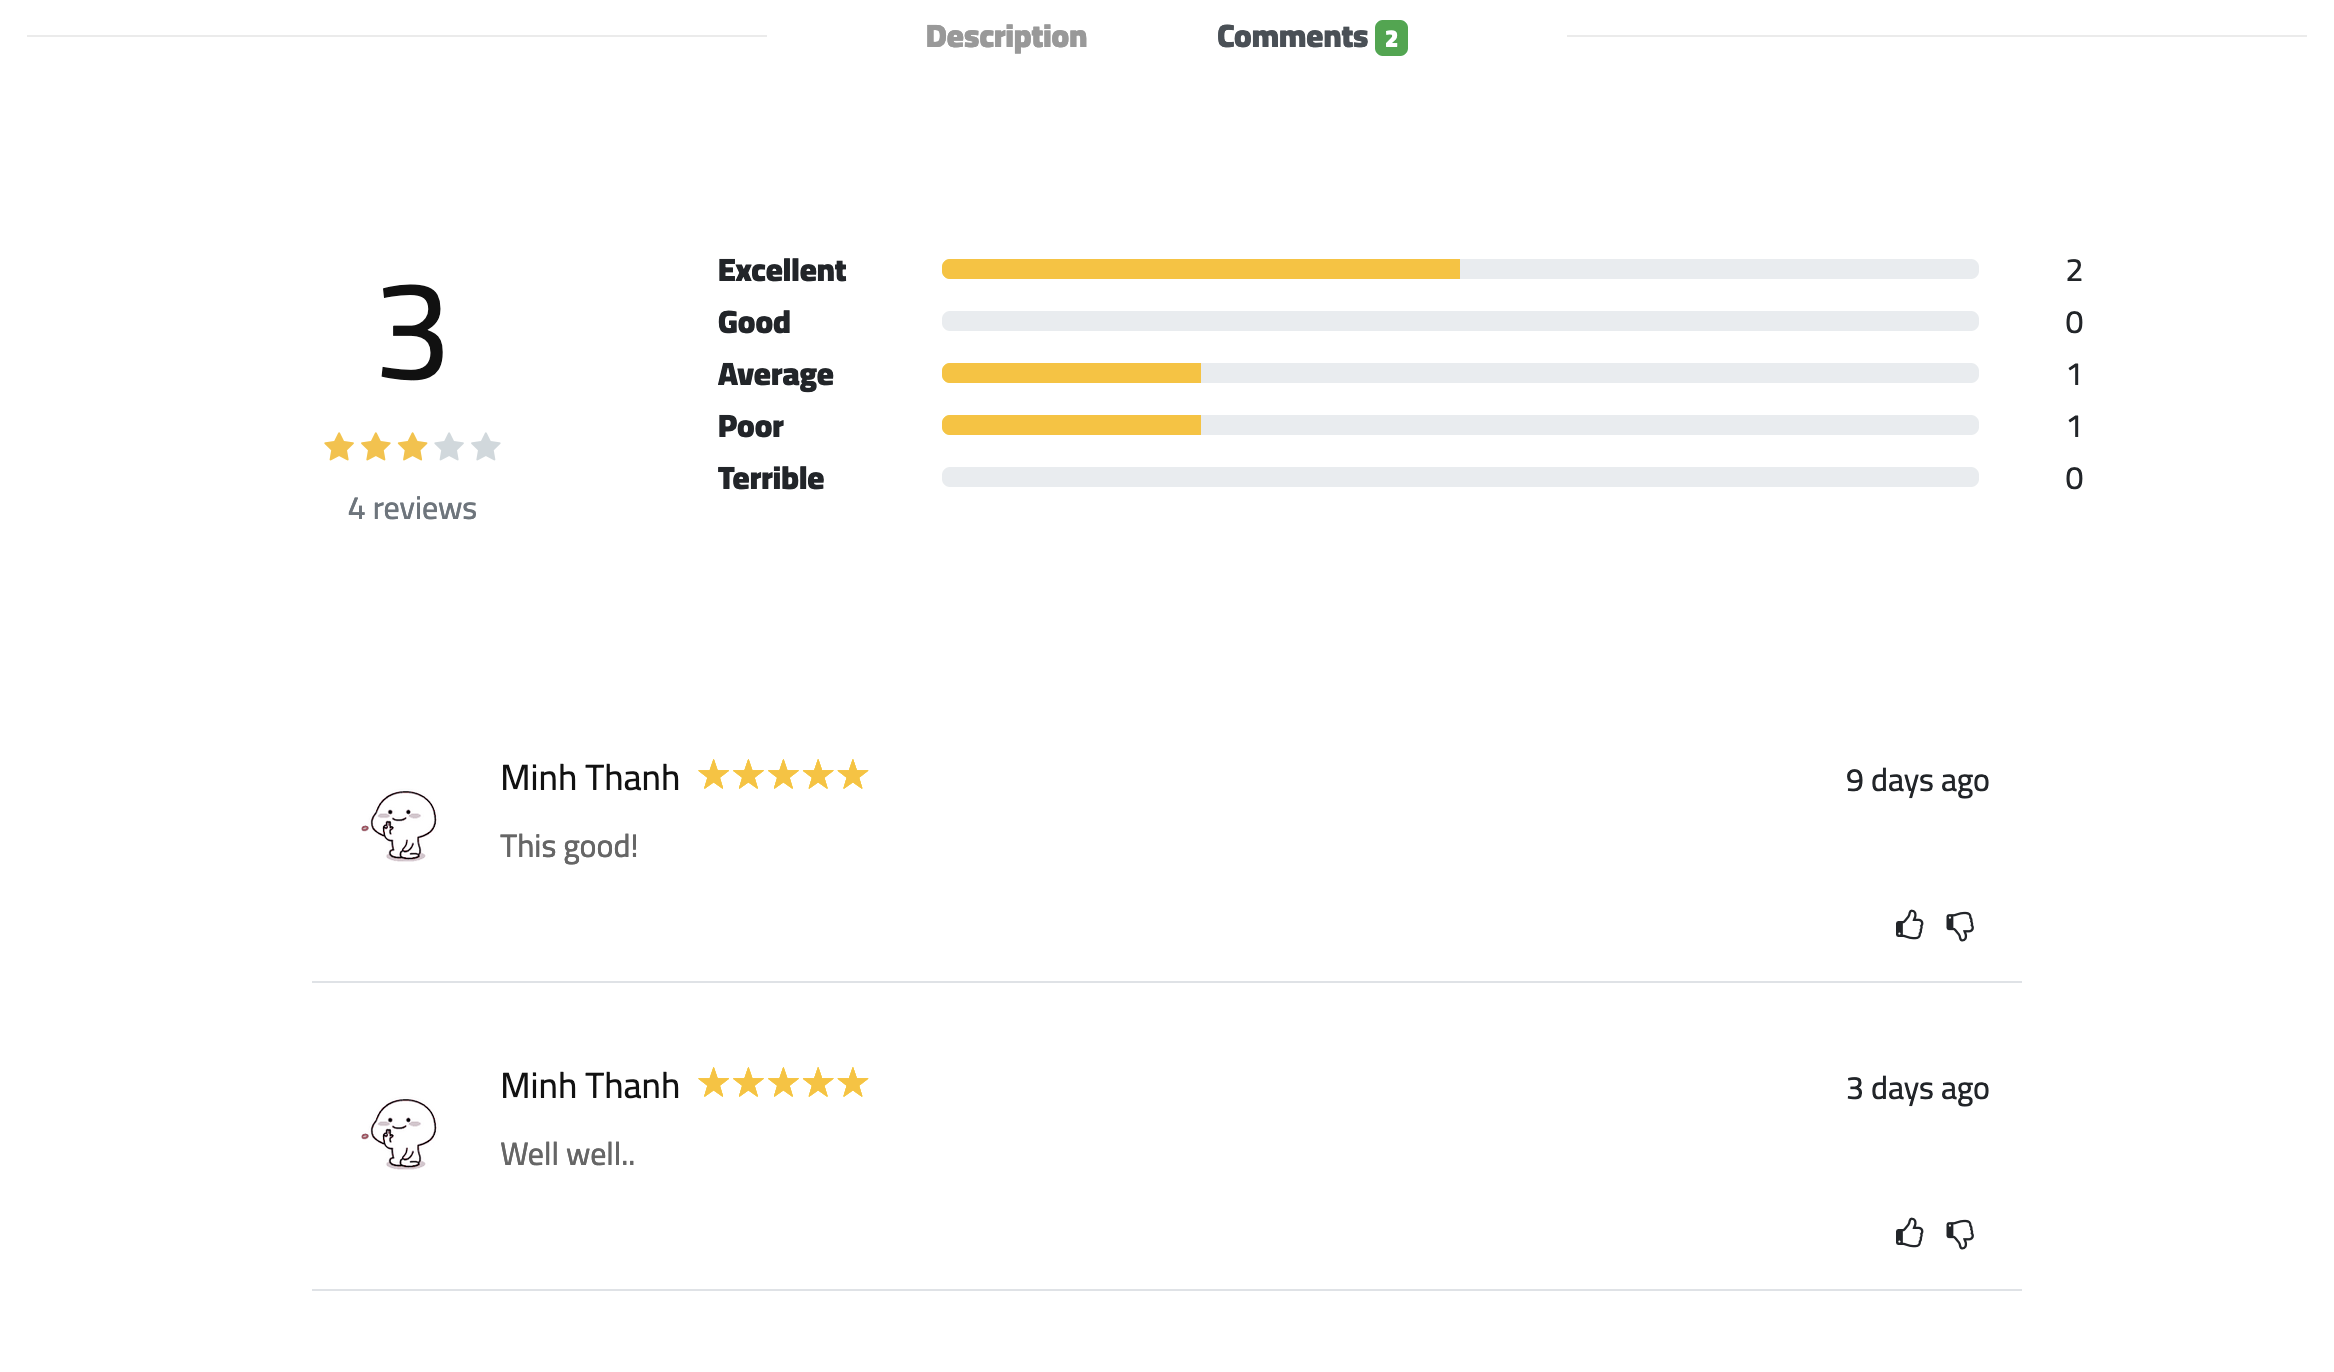 Description Comments 2
3
4 reviews
Excellent 2
Good 0
Average 1
Poor 1
Terrible 0
Minh Thanh 9 days ago
This good!
Minh Thanh 3 days ago
Well well..